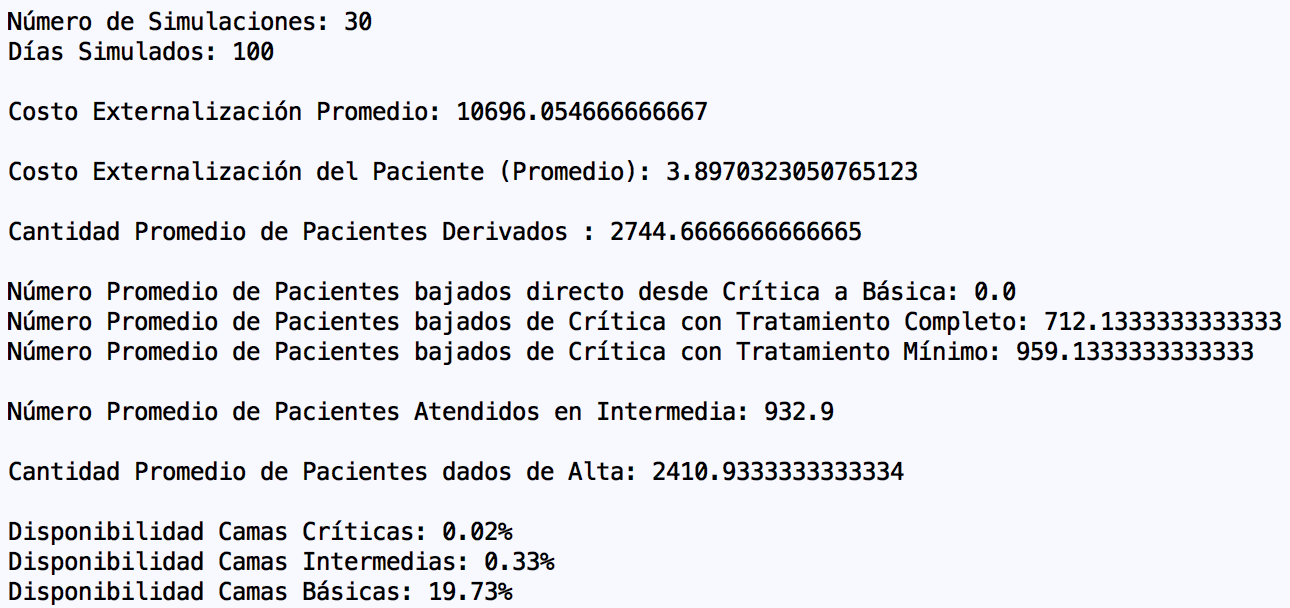 Número de Simulaciones: 30
Días Simulados: 100
Costo Externalización Promedio: 10696.054666666667
Costo Externalización del Paciente (Promedio): 3.8970323050765123
Cantidad Promedio de Pacientes Derivados : 2744.6666666666665
Número Promedio de Pacientes bajados directo desde Crítica a Básica: 0.0
Número Promedio de Pacientes bajados de Crítica con Tratamiento Completo: 712.1333333333333
Número Promedio de Pacientes bajados de Crítica con Tratamiento Mínimo: 959.1333333333333
Número Promedio de Pacientes Atendidos en Intermedia: 932.9
Cantidad Promedio de Pacientes dados de Alta: 2410.9333333333334
Disponibilidad Camas Críticas: 0.02%
Disponibilidad Camas Intermedias: 0.33%
Disponibilidad Camas Básicas: 19.73%